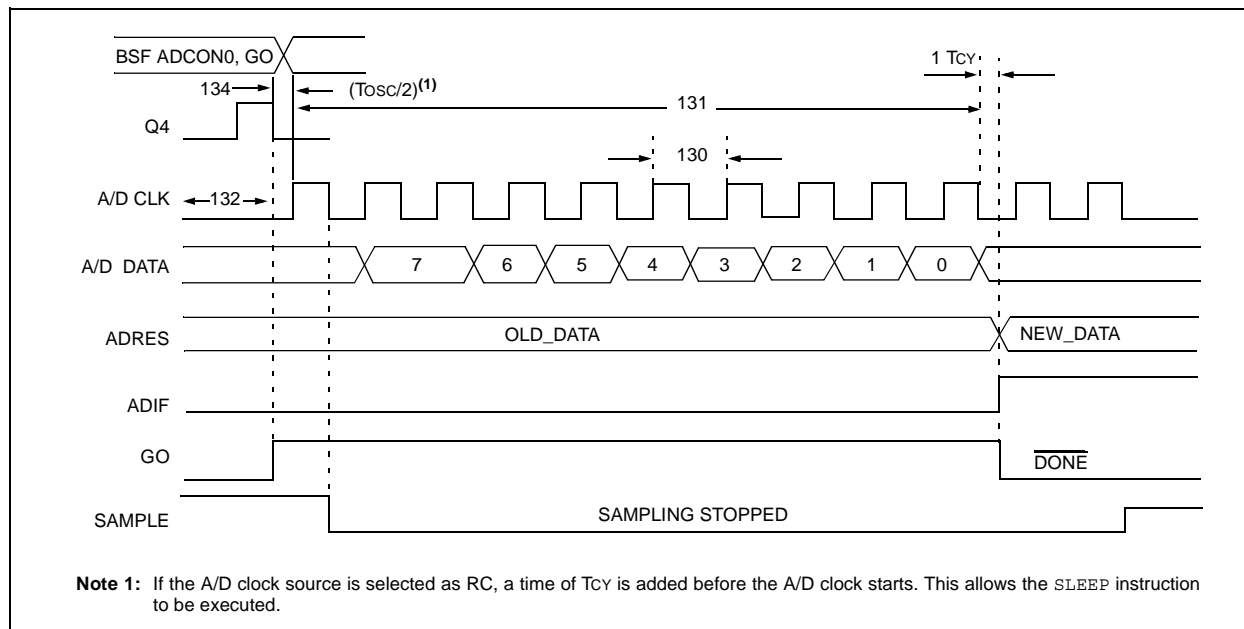 BSF ADCON0, GO
1 TCY
134
(TOSC/2)(1)
131
Q4
130
A/D CLK
132
A/D DATA
7 6 5 4 3 2 1 0
ADRES
OLD_DATA
NEW_DATA
ADIF
GO
DONE
SAMPLE
SAMPLING STOPPED
Note 1: If the A/D clock source is selected as RC, a time of TCY is added before the A/D clock starts. This allows the SLEEP instruction
to be executed.